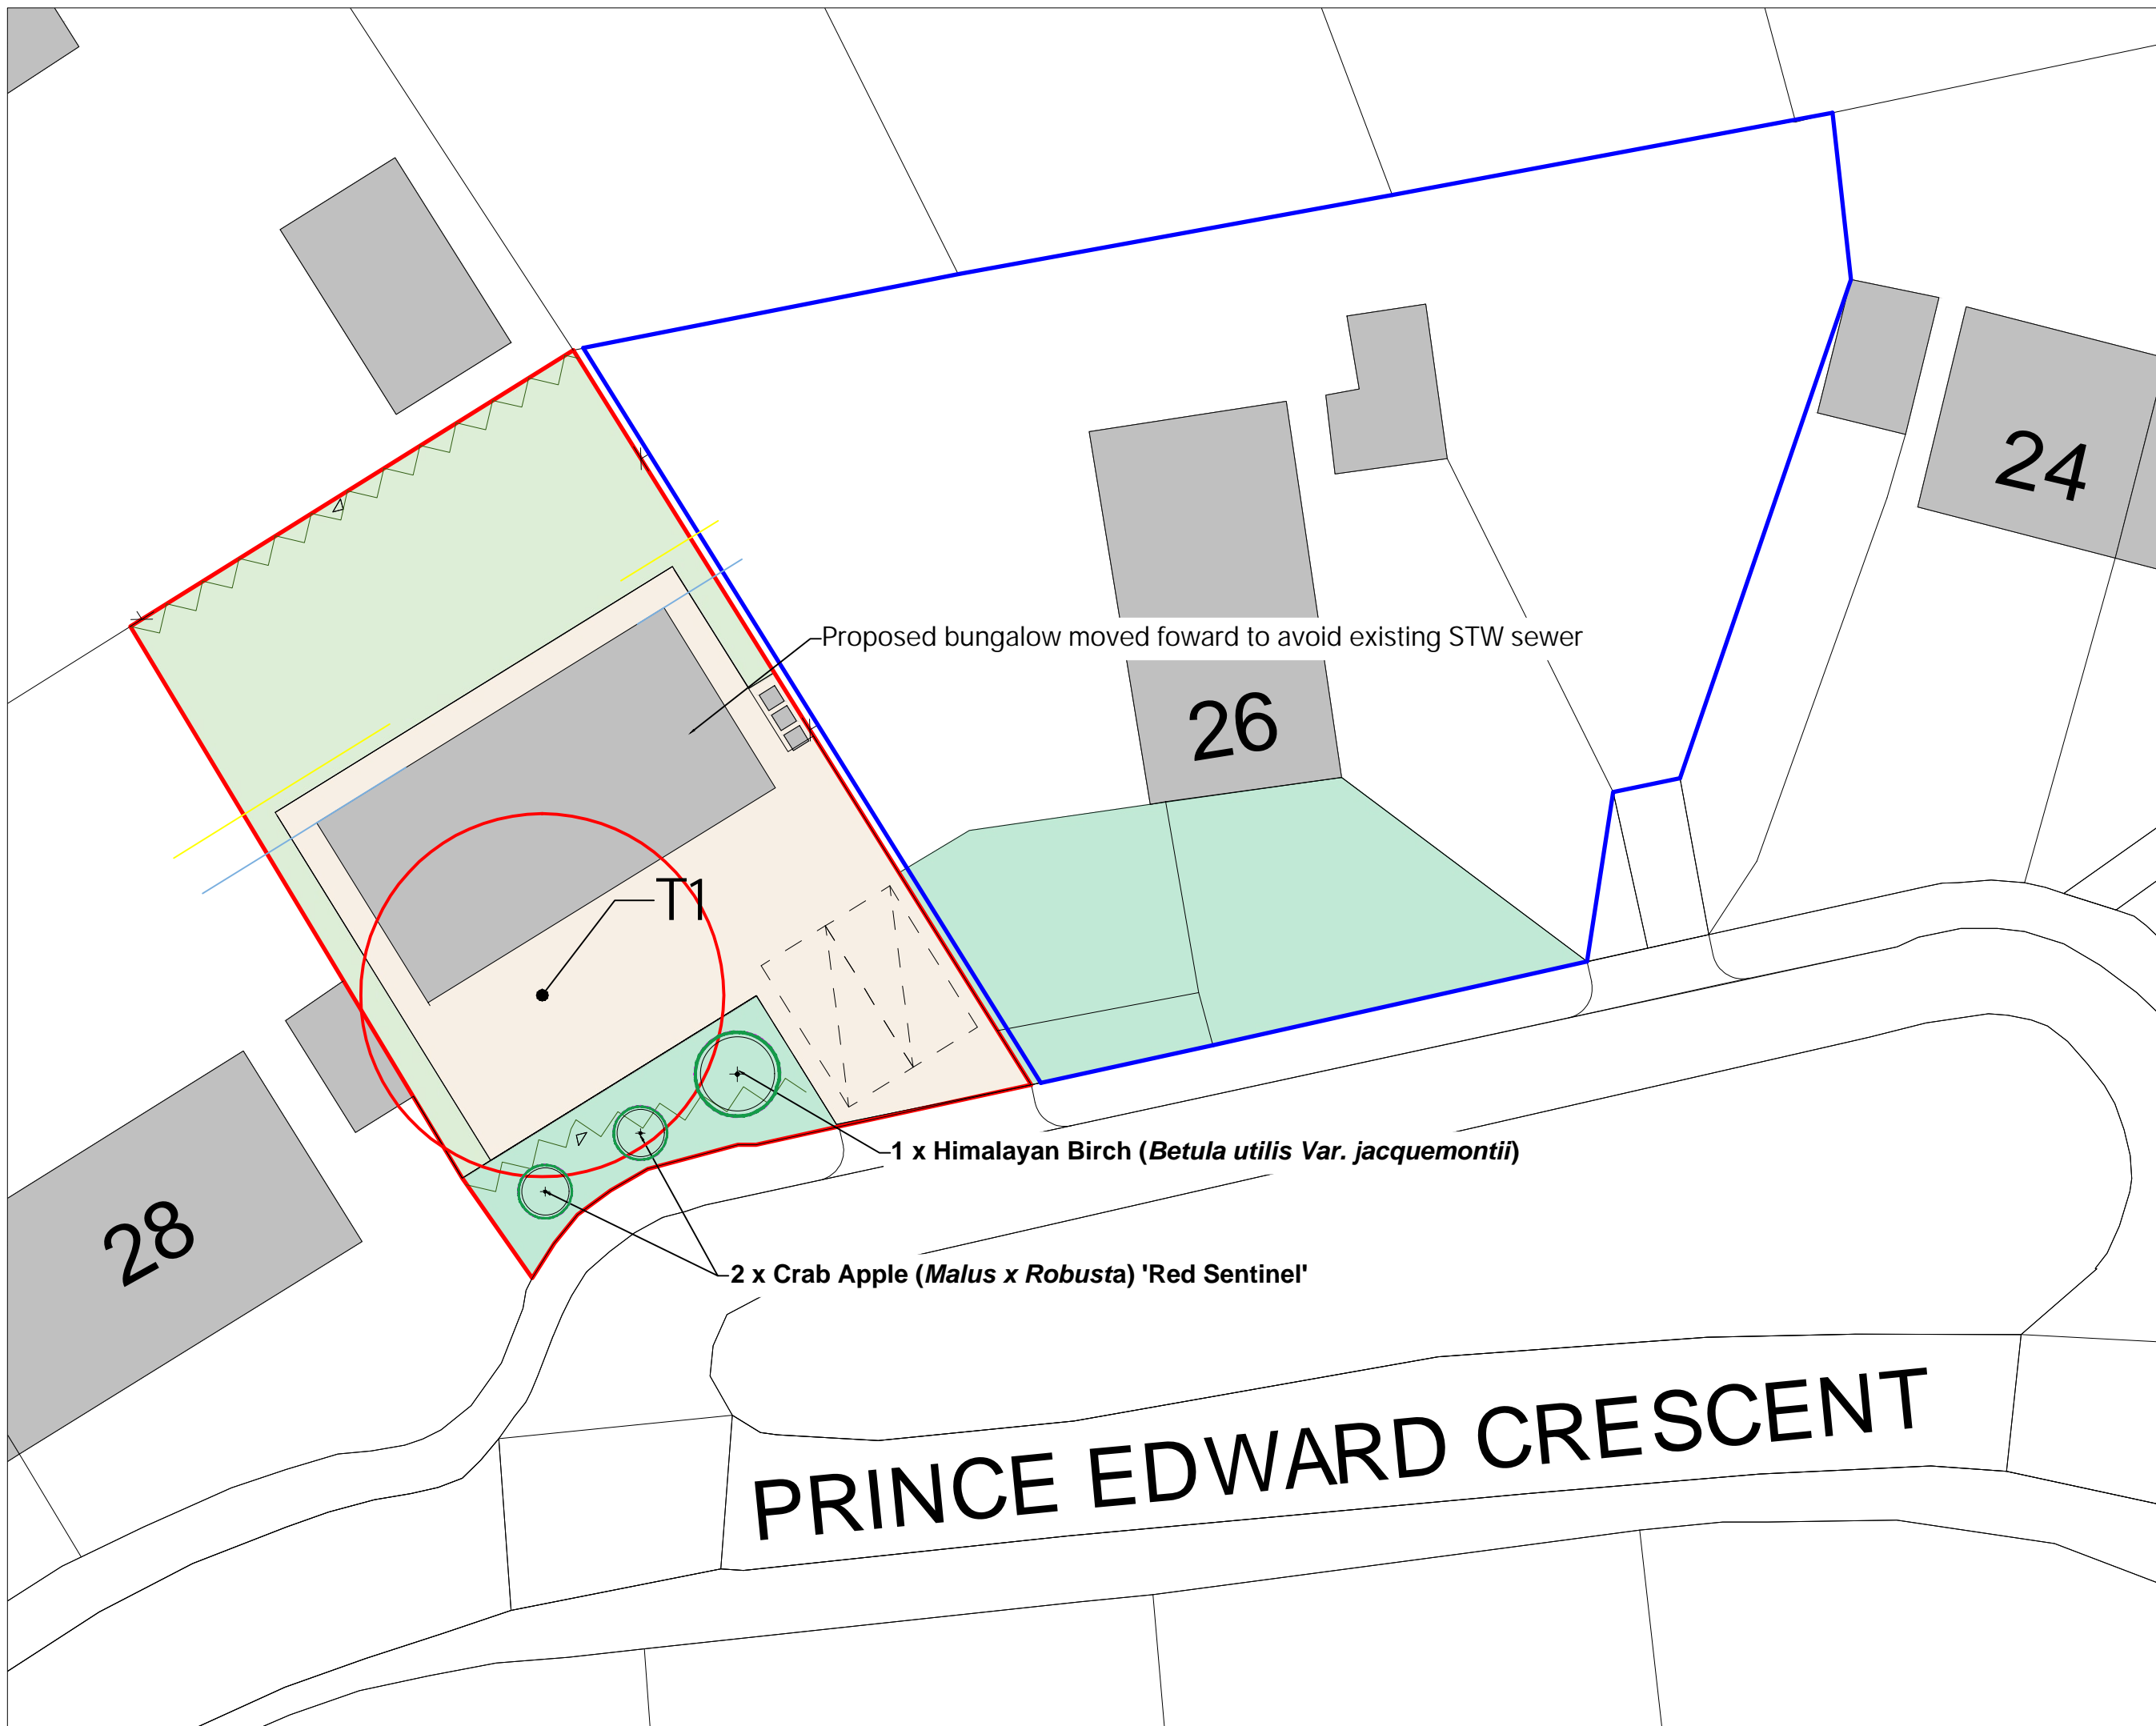 24
Proposed bungalow moved foward to avoid existing STW sewer
26
T1
1 x Himalayan Birch (Betula utilis Var. jacquemontii)
28
2 x Crab Apple (Malus x Robusta) 'Red Sentinel'
PRINCE EDWARD CRESCENT